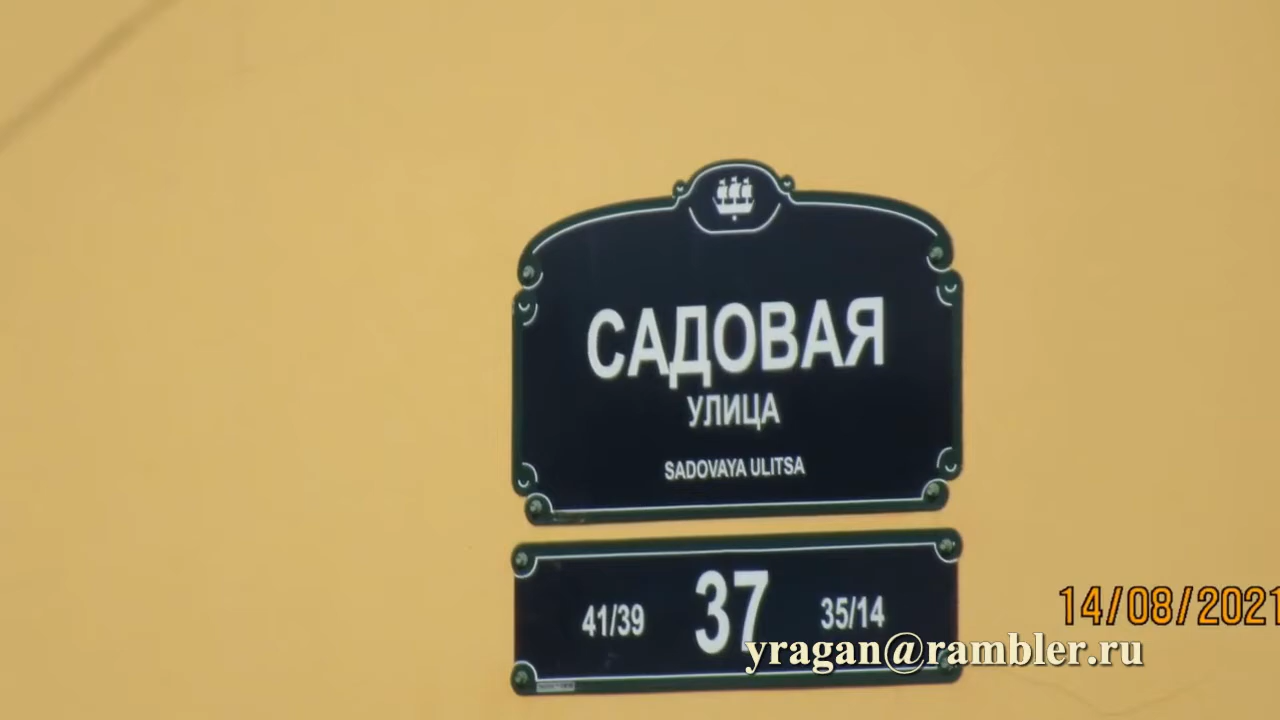 САДОВАЯ
УЛИЦА
SADOVAYA ULITSA
41/39 37 35/14
14/08/2021
yragan@rambler.ru